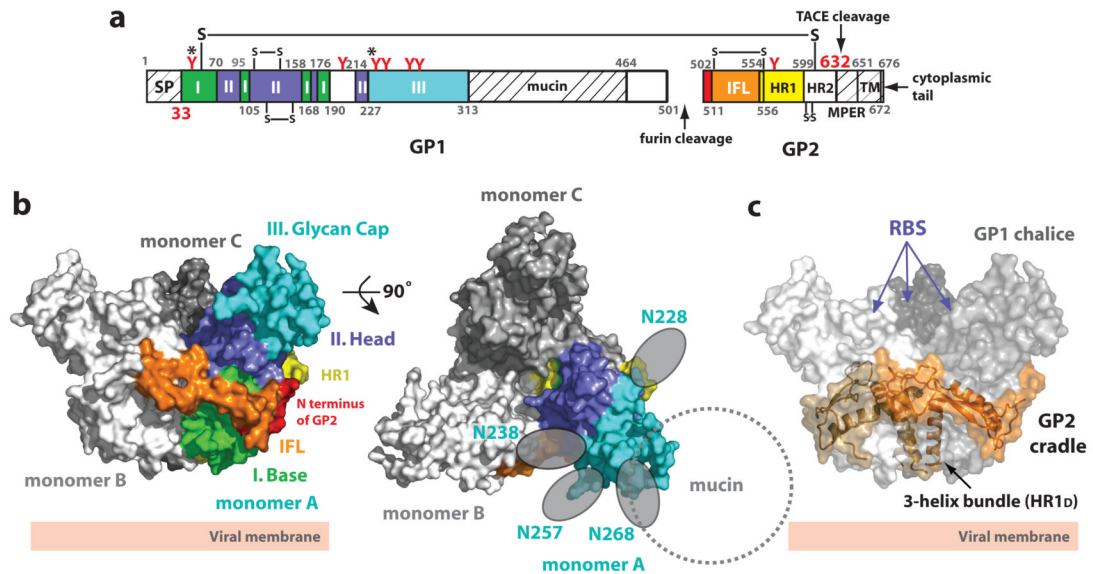 a
TACE cleavage
S S
* *
1 Y 70 95 S S 158 176 Y 214 YY YY 464 502 S S 554 Y 599 632 651 676
SP I II I II I I II III mucin IFL HR1 HR2 TM cytoplasmic tail
33 105 S S 168 190 227 313 501 511 556 SS MPER 672
furin cleavage
GP1 GP2
b
monomer C
III. Glycan Cap
90°
II. Head
HR1
N terminus
of GP2
IFL
I. Base
monomer B
monomer A
Viral membrane
monomer C
N228
N238
mucin
monomer B
N257
N268
monomer A
c
RBS
GP1 chalice
GP2
cradle
3-helix bundle (HR1D)
Viral membrane